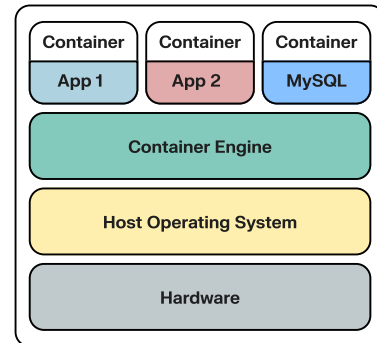 Container Container Container
App 1 App 2 MySQL
Container Engine
Host Operating System
Hardware